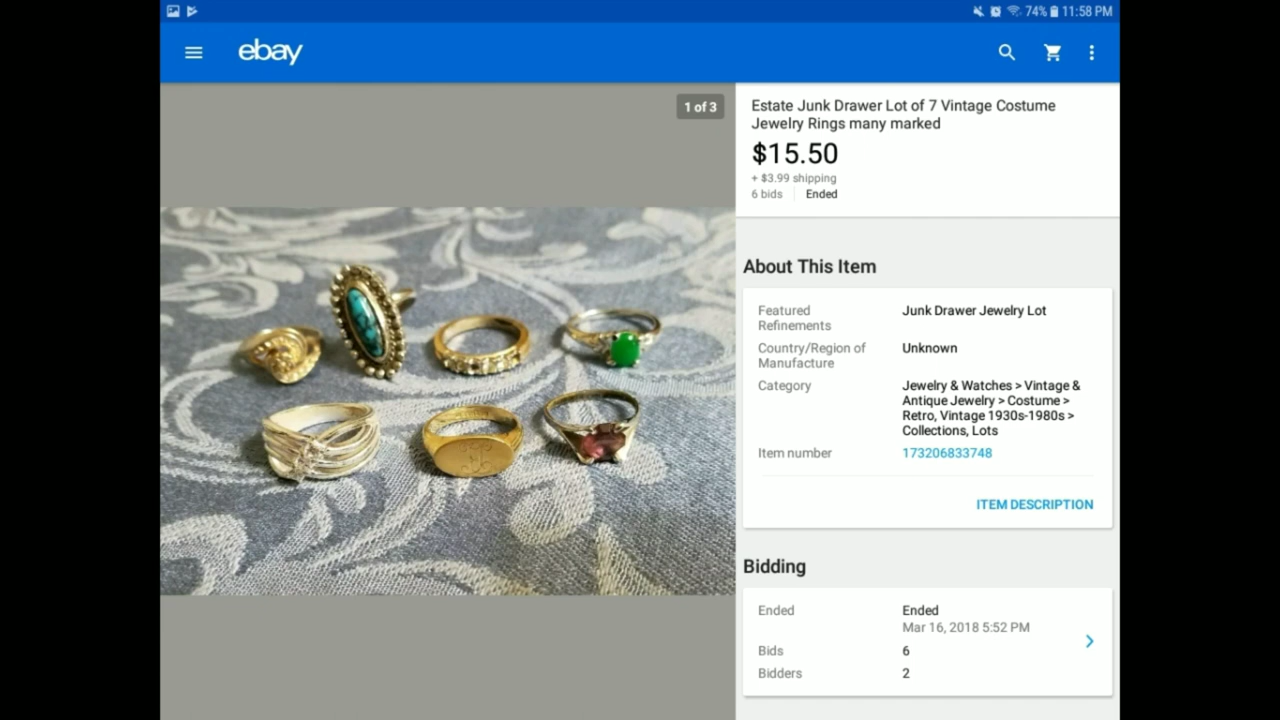 74% 11:58 PM
ebay
1 of 3
Estate Junk Drawer Lot of 7 Vintage Costume
Jewelry Rings many marked
$15.50
+ $3.99 shipping
6 bids Ended
About This Item
Featured
Refinements
Junk Drawer Jewelry Lot
Country/Region of
Manufacture
Unknown
Category
Jewelry & Watches > Vintage &
Antique Jewelry > Costume >
Retro, Vintage 1930s-1980s >
Collections, Lots
Item number
173206833748
ITEM DESCRIPTION
Bidding
Ended
Ended
Mar 16, 2018 5:52 PM
Bids
6
Bidders
2